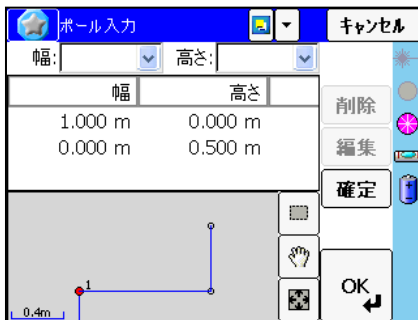 ポール入力 キャンセル
幅: 高さ:
幅 高さ
1.000 m 0.000 m
0.000 m 0.500 m
削除
編集
確定
1
0.4m
OK